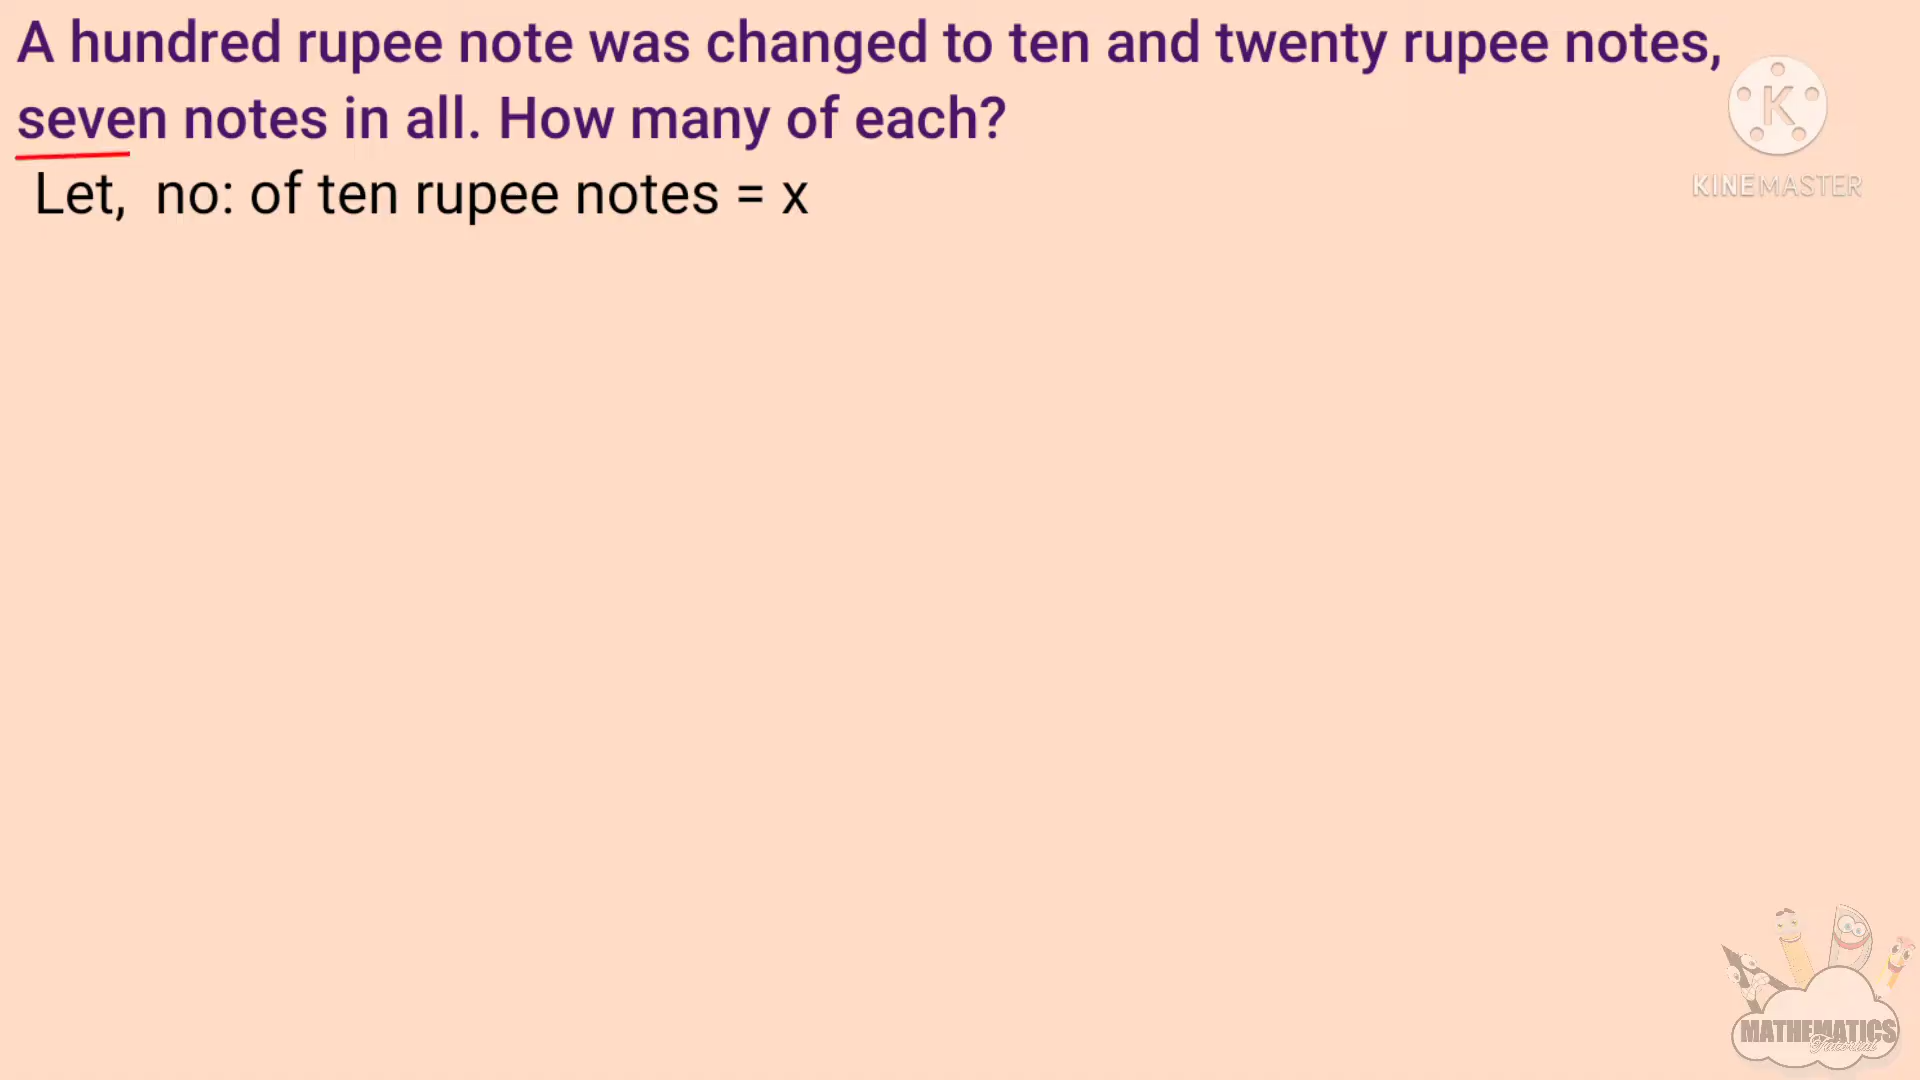 A hundred rupee note was changed to ten and twenty rupee notes,
seven notes in all. How many of each?
Let, no: of ten rupee notes = x
K
KINEMASTER
MATHEMATICS
Tutorial